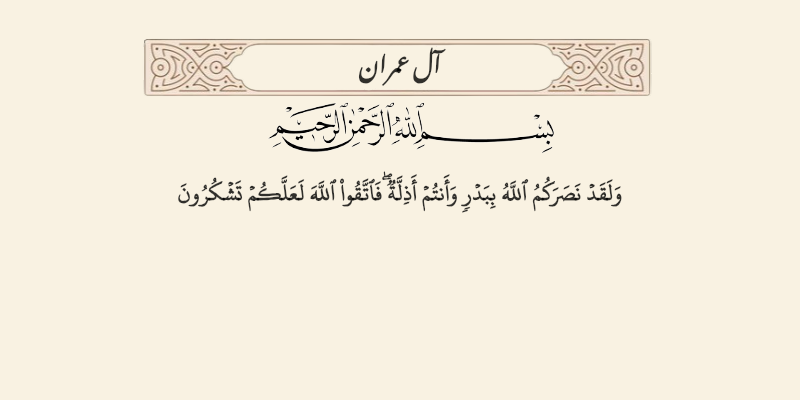 آل عمران
بِسْمِ ٱللَّهِ ٱلرَّحْمَٰنِ ٱلرَّحِيمِ
وَلَقَدْ نَصَرَكُمُ ٱللَّهُ بِبَدْرٍۢ وَأَنتُمْ أَذِلَّةٌۭ ۖ فَٱتَّقُوا۟ ٱللَّهَ لَعَلَّكُمْ تَشْكُرُونَ